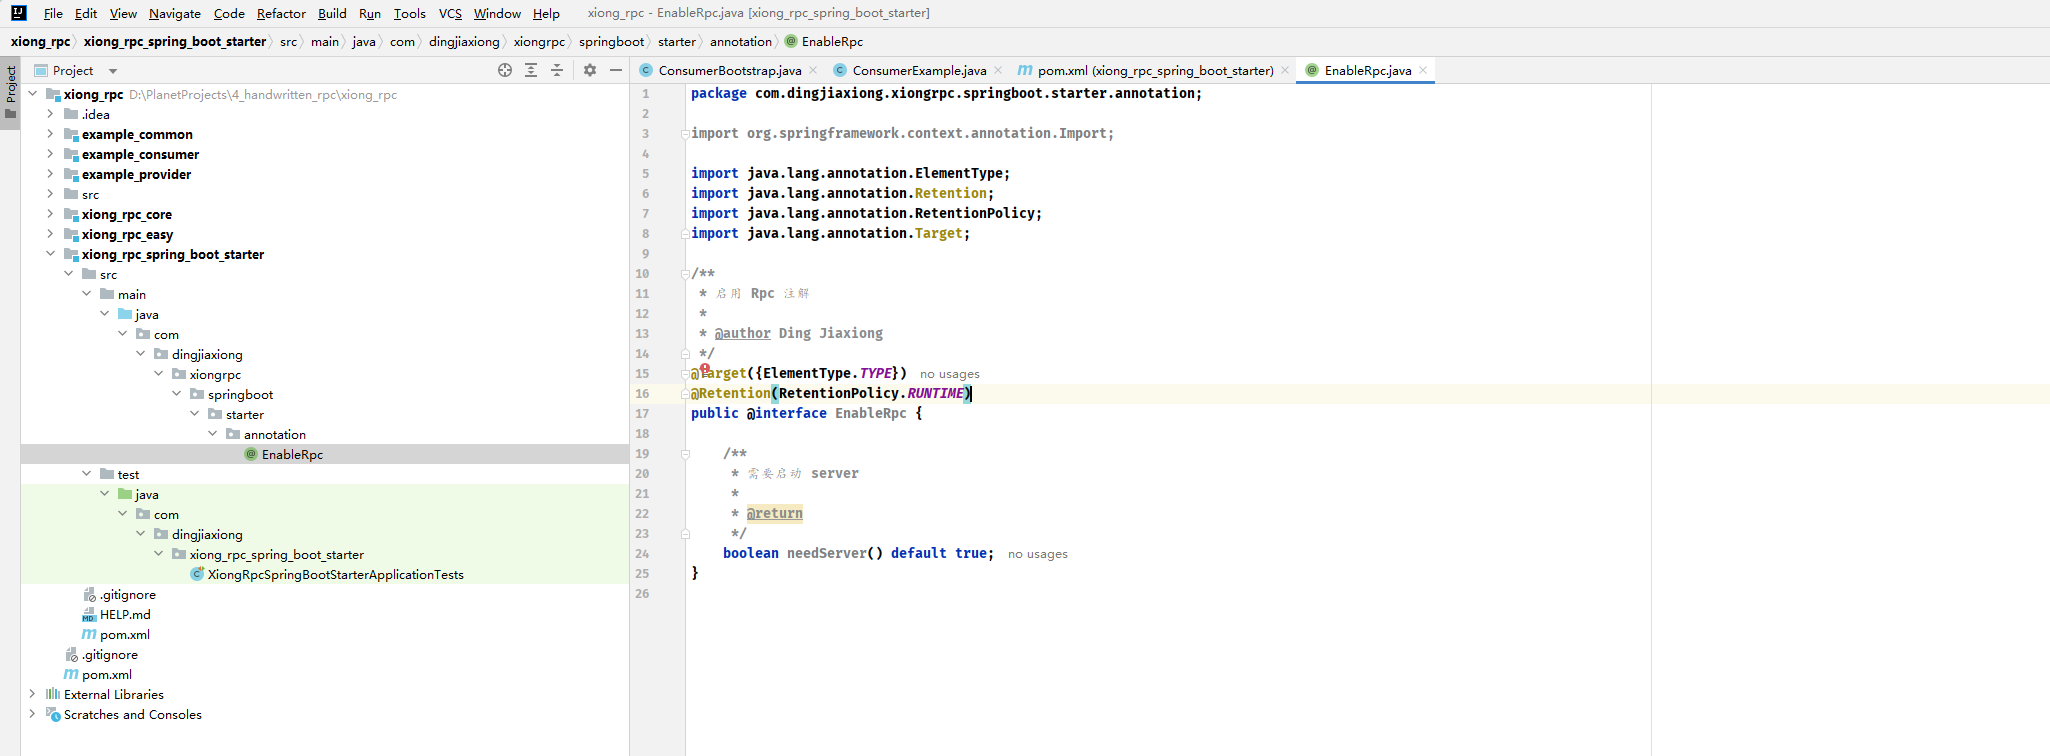 File Edit View Navigate Code Refactor Build Run Tools VCS Window Help xiong_rpc - EnableRpc.java [xiong_rpc_spring_boot_starter]
xiong_rpc xiong_rpc_spring_boot_starter src main java com dingjiaxiong xiongrpc springboot starter annotation EnableRpc
Project
Project
xiong_rpc D:\PlanetProjects\4_handwritten_rpc\xiong_rpc
.idea
example_common
example_consumer
example_provider
src
xiong_rpc_core
xiong_rpc_easy
xiong_rpc_spring_boot_starter
src
main
java
com
dingjiaxiong
xiongrpc
springboot
starter
annotation
EnableRpc
test
java
com
dingjiaxiong
xiong_rpc_spring_boot_starter
XiongRpcSpringBootStarterApplicationTests
.gitignore
HELP.md
pom.xml
.gitignore
pom.xml
External Libraries
Scratches and Consoles
ConsumerBootstrap.java ConsumerExample.java pom.xml (xiong_rpc_spring_boot_starter) EnableRpc.java
1 package com.dingjiaxiong.xiongrpc.springboot.starter.annotation;
2
3 import org.springframework.context.annotation.Import;
4
5 import java.lang.annotation.ElementType;
6 import java.lang.annotation.Retention;
7 import java.lang.annotation.RetentionPolicy;
8 import java.lang.annotation.Target;
9
10 /**
11 * 启用 Rpc 注解
12 *
13 * @author Ding Jiaxiong
14 */
15 @Target({ElementType.TYPE}) no usages
16 @Retention(RetentionPolicy.RUNTIME)
17 public @interface EnableRpc {
18
19 /**
20 * 需要启动 server
21 *
22 * @return
23 */
24 boolean needServer() default true; no usages
25 }
26